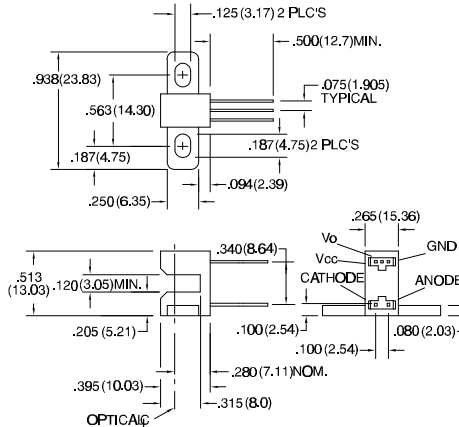 .125(3.17) 2 PLC'S
.500(12.7)MIN.
.938(23.83)
.075(1.905)
TYPICAL
.563(14.30)
.187(4.75)
.187(4.75)2 PLC'S
.094(2.39)
.250(6.35)
.265(15.36)
.340(8.64)
Vo
GND
Vcc
.513
(13.03)
.120(3.05)MIN.
CATHODE
ANODE
.205(5.21)
.100(2.54)
.080(2.03)
.100(2.54)
.280(7.11)NOM.
.395(10.03)
.315(8.0)
OPTICAL